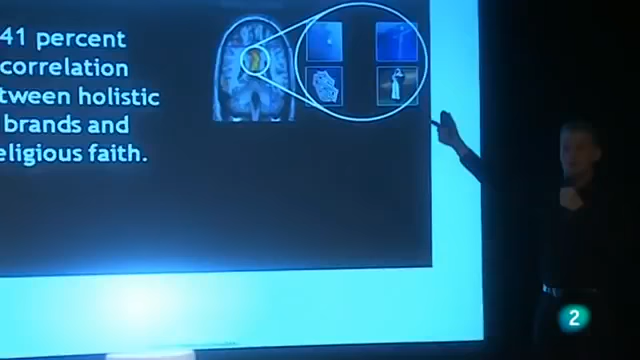 41 percent
correlation
tween holistic
brands and
eligious faith.
2